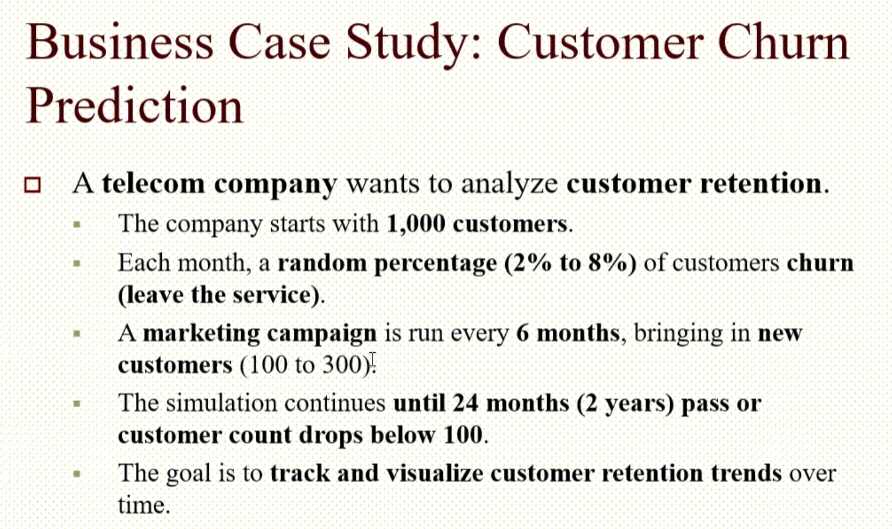 Business Case Study: Customer Churn
Prediction
A telecom company wants to analyze customer retention.
The company starts with 1,000 customers.
Each month, a random percentage (2% to 8%) of customers churn
(leave the service).
A marketing campaign is run every 6 months, bringing in new
customers (100 to 300).
The simulation continues until 24 months (2 years) pass or
customer count drops below 100.
The goal is to track and visualize customer retention trends over
time.